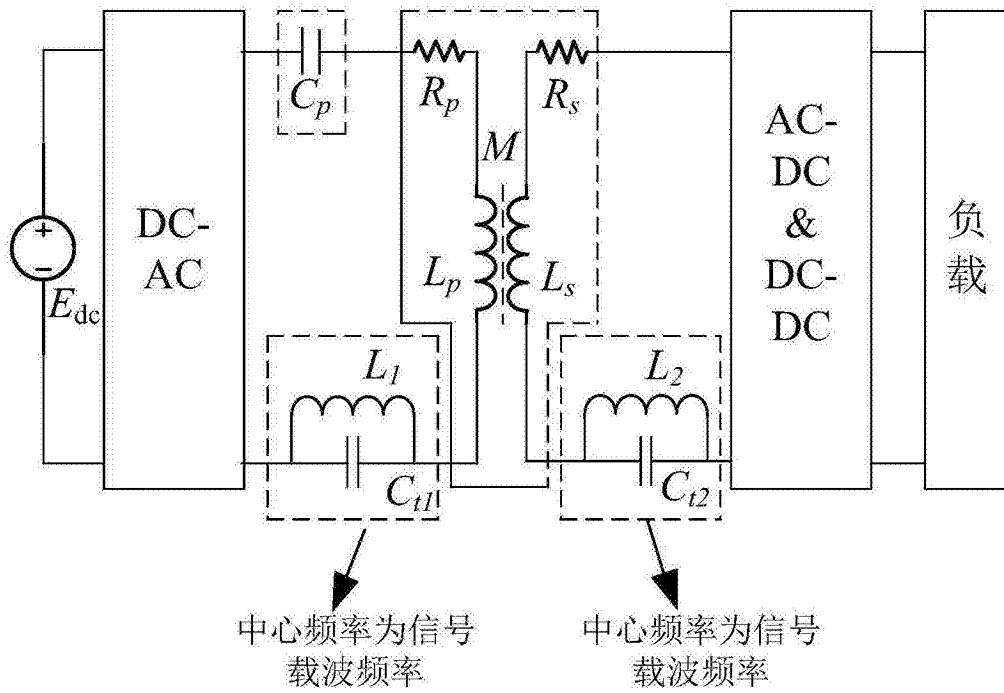 C_p
R_p
R_s
M
L_p
L_s
DC-
AC
+
−
E_dc
AC-
DC
&
DC-
DC
负
载
L_1
C_t1
L_2
C_t2
中心频率为信号
载波频率
中心频率为信号
载波频率